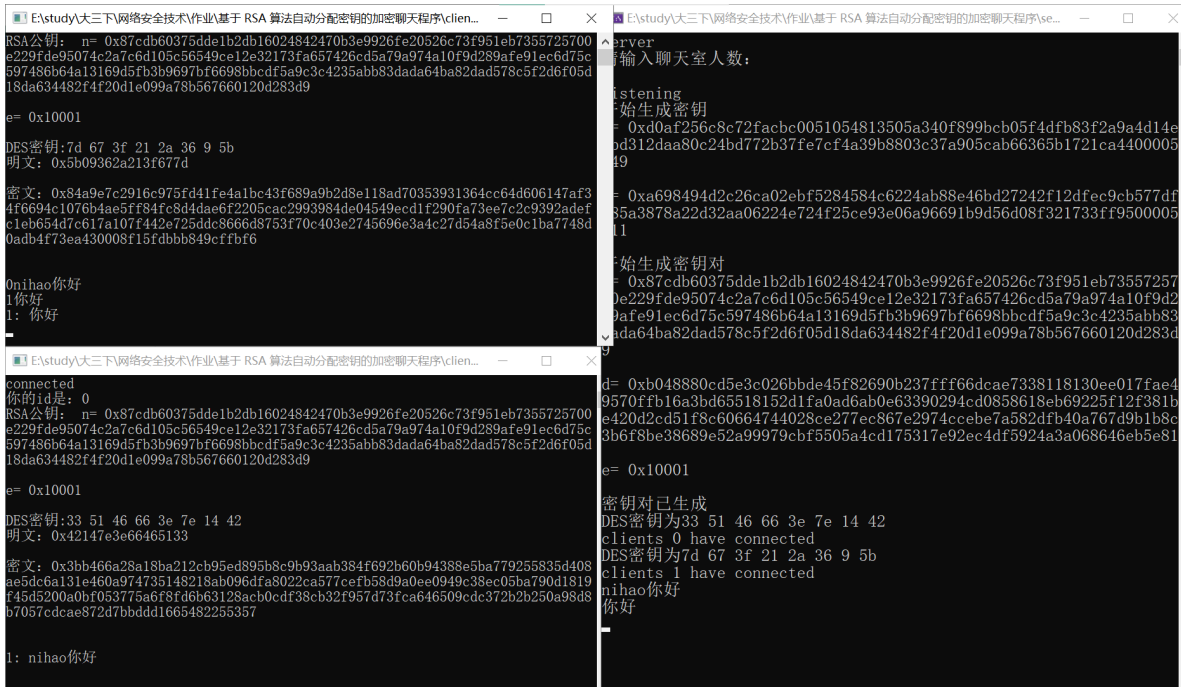 E:\study\大三下\网络安全技术\作业\基于 RSA 算法自动分配密钥的加密聊天程序\clien...
RSA公钥： n= 0x87cdb60375dde1b2db16024842470b3e9926fe20526c73f951eb7355725700
e229fde95074c2a7c6d105c56549ce12e32173fa657426cd5a79a974a10f9d289afe91ec6d75c
597486b64a13169d5fb3b9697bf6698bbcdf5a9c3c4235abb83dada64ba82dad578c5f2d6f05d
18da634482f4f20d1e099a78b567660120d283d9
e= 0x10001
DES密钥:7d 67 3f 21 2a 36 9 5b
明文：0x5b09362a213f677d
密文：0x84a9e7c2916c975fd41fe4a1bc43f689a9b2d8e118ad70353931364cc64d606147af3
4f6694c1076b4ae5ff84fc8d4dae6f2205cac2993984de04549ecd1f290fa73ee7c2c9392adef
c1eb654d7c617a107f442e725ddc8666d8753f70c403e2745696e3a4c27d54a8f5e0c1ba7748d
0adb4f73ea430008f15fdbbb849cffbf6
0nihao你好
1你好
1: 你好
E:\study\大三下\网络安全技术\作业\基于 RSA 算法自动分配密钥的加密聊天程序\clien...
connected
你的id是：0
RSA公钥： n= 0x87cdb60375dde1b2db16024842470b3e9926fe20526c73f951eb7355725700
e229fde95074c2a7c6d105c56549ce12e32173fa657426cd5a79a974a10f9d289afe91ec6d75c
597486b64a13169d5fb3b9697bf6698bbcdf5a9c3c4235abb83dada64ba82dad578c5f2d6f05d
18da634482f4f20d1e099a78b567660120d283d9
e= 0x10001
DES密钥:33 51 46 66 3e 7e 14 42
明文：0x42147e3e66465133
密文：0x3bb466a28a18ba212cb95ed895b8c9b93aab384f692b60b94388e5ba779255835d408
ae5dc6a131e460a974735148218ab096dfa8022ca577cefb58d9a0ee0949c38ec05ba790d1819
f45d5200a0bf053775a6f8fd6b63128acb0cdf38cb32f957d73fca646509cdc372b2b250a98d8
b7057cdcae872d7bbddd1665482255357
1: nihao你好
E:\study\大三下\网络安全技术\作业\基于 RSA 算法自动分配密钥的加密聊天程序\se...
erver
输入聊天室人数：
istening
始生成密钥
= 0xd0af256c8c72facbc0051054813505a340f899bcb05f4dfb83f2a9a4d14e
bd312daa80c24bd772b37fe7cf4a39b8803c37a905cab66365b1721ca4400005
49
= 0xa698494d2c26ca02ebf5284584c6224ab88e46bd27242f12dfec9cb577df
35a3878a22d32aa06224e724f25ce93e06a96691b9d56d08f321733ff9500005
11
始生成密钥对
= 0x87cdb60375dde1b2db16024842470b3e9926fe20526c73f951eb73557257
0e229fde95074c2a7c6d105c56549ce12e32173fa657426cd5a79a974a10f9d2
9afe91ec6d75c597486b64a13169d5fb3b9697bf6698bbcdf5a9c3c4235abb83
ada64ba82dad578c5f2d6f05d18da634482f4f20d1e099a78b567660120d283d
9
d= 0xb048880cd5e3c026bbde45f82690b237fff66dcae7338118130ee017fae4
9570ffb16a3bd65518152d1fa0ad6ab0e63390294cd0858618eb69225f12f381b
e420d2cd51f8c60664744028ce277ec867e2974ccebe7a582dfb40a767d9b1b8c
3b6f8be38689e52a99979cbf5505a4cd175317e92ec4df5924a3a068646eb5e81
e= 0x10001
密钥对已生成
DES密钥为33 51 46 66 3e 7e 14 42
clients 0 have connected
DES密钥为7d 67 3f 21 2a 36 9 5b
clients 1 have connected
nihao你好
你好